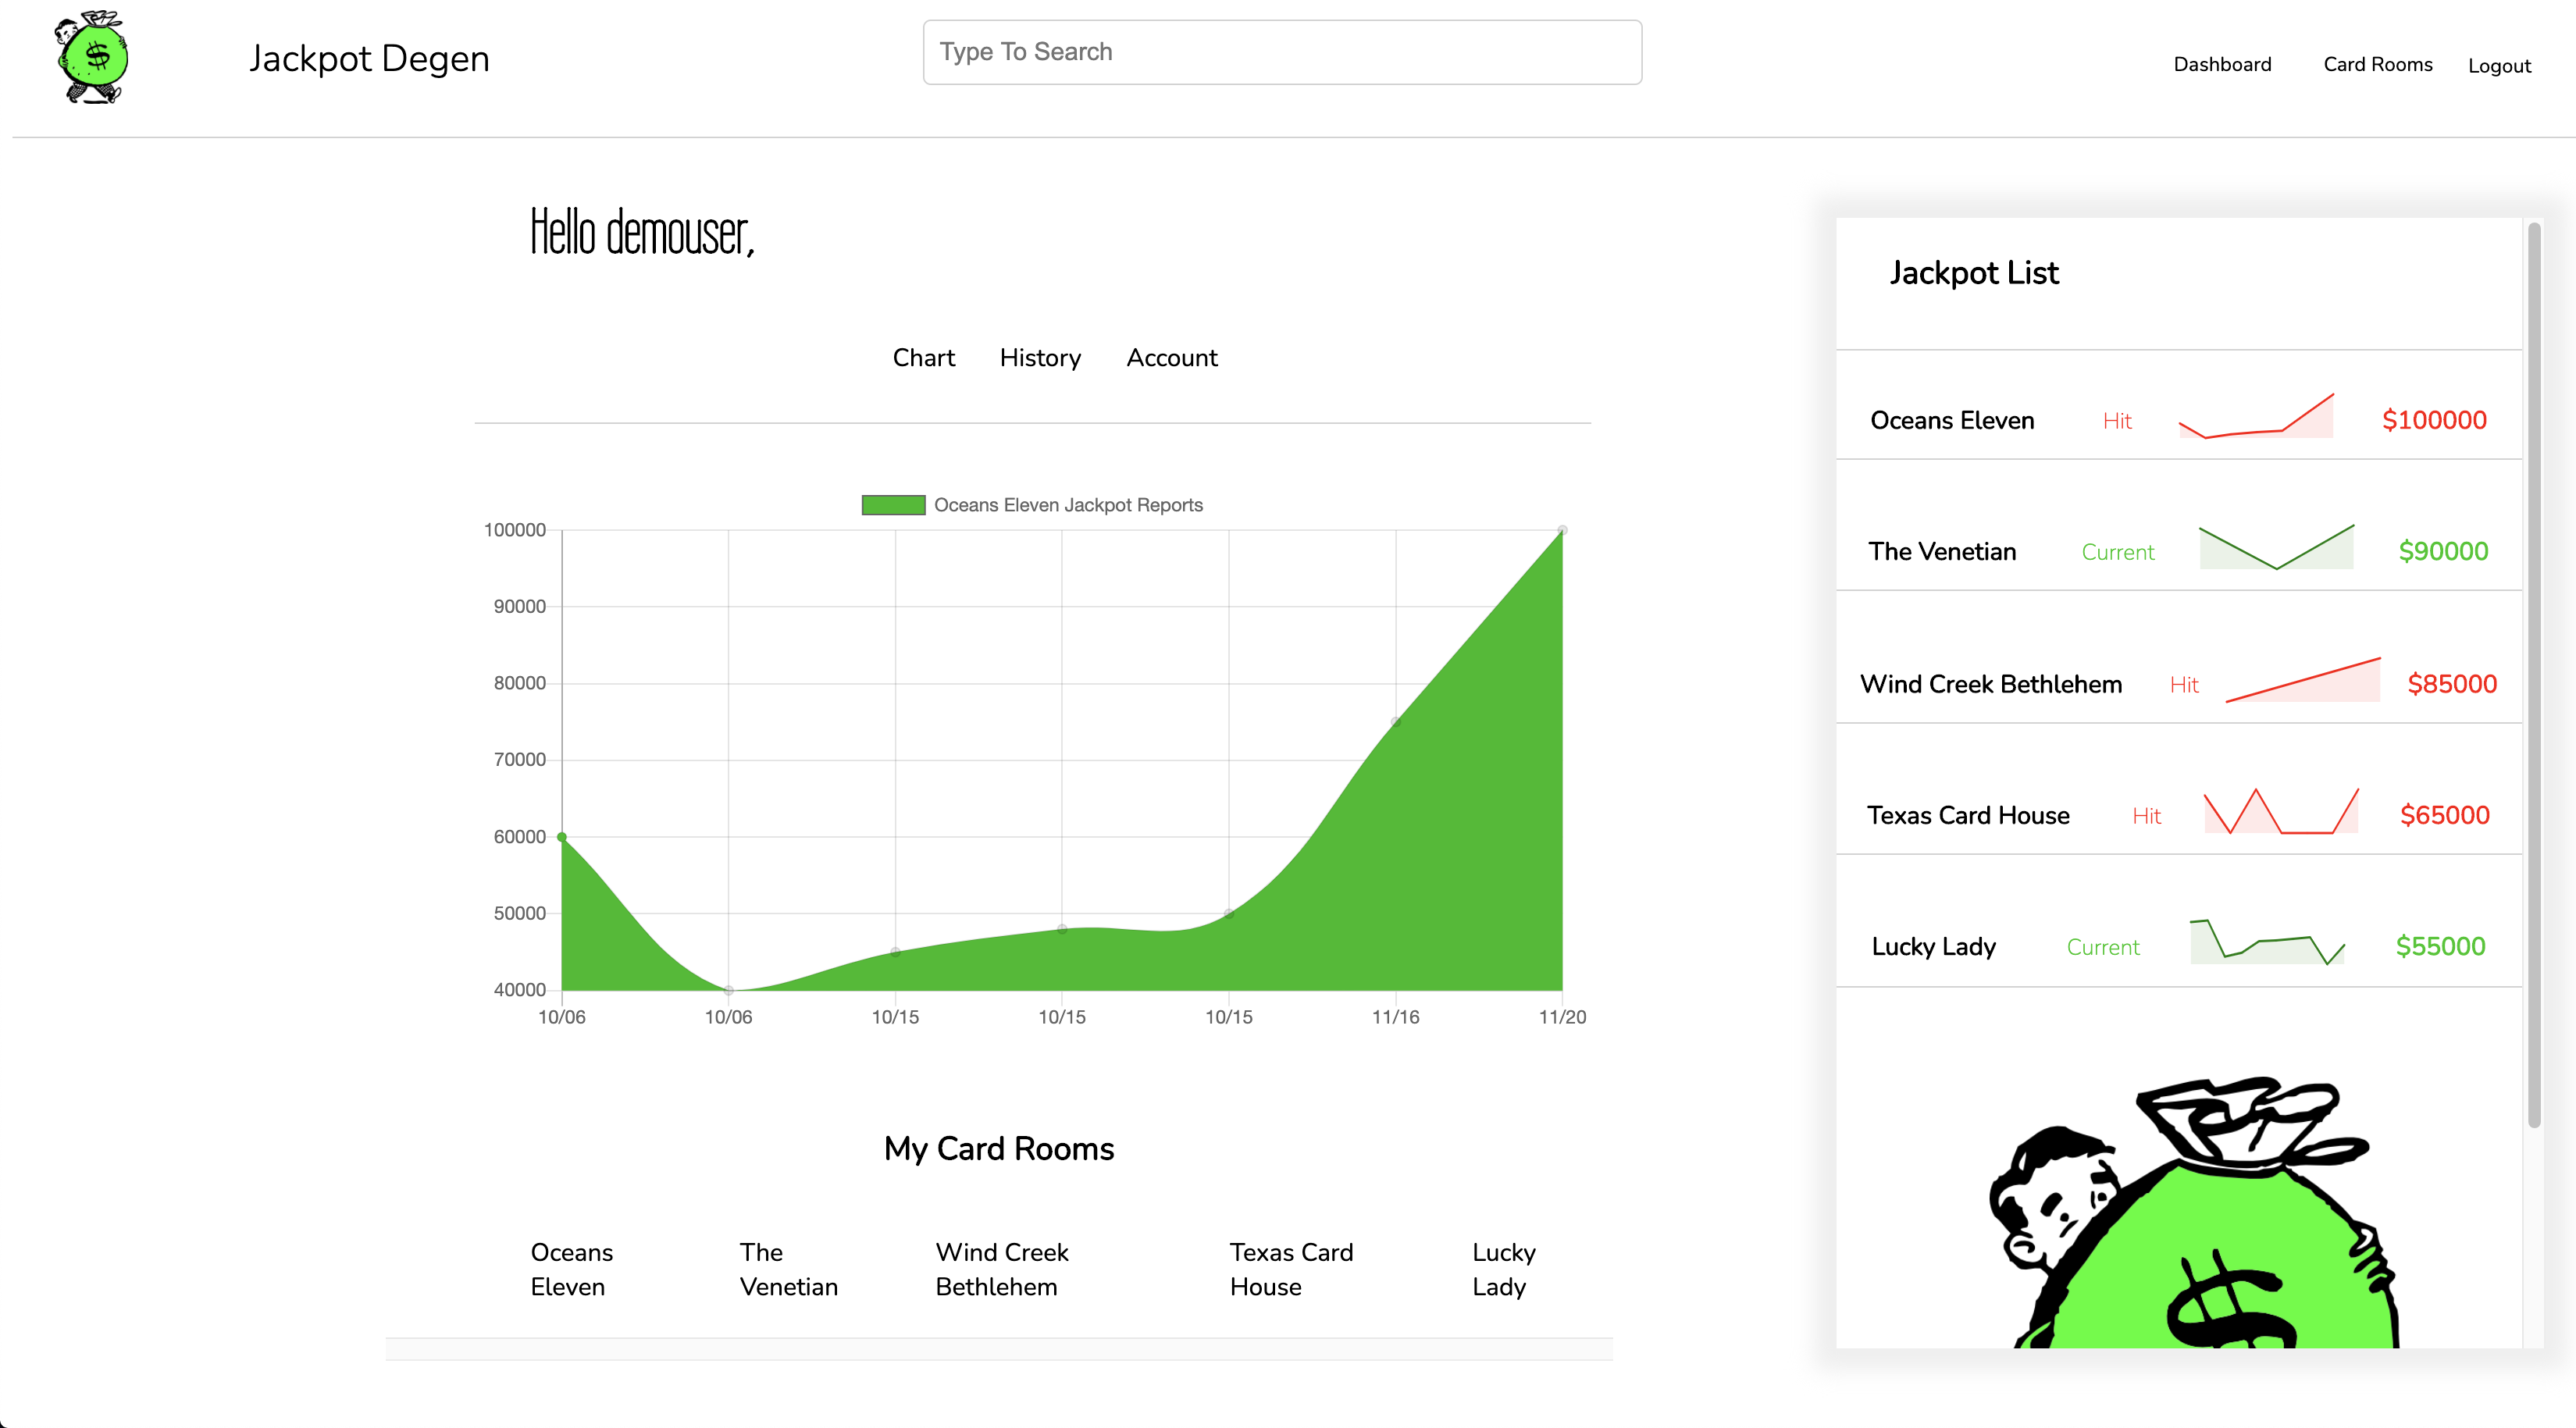 $
Jackpot Degen
Type To Search
Dashboard
Card Rooms
Logout
Hello demouser,
Chart
History
Account
Oceans Eleven Jackpot Reports
100000
90000
80000
70000
60000
50000
40000
10/06
10/06
10/15
10/15
10/15
11/16
11/20
My Card Rooms
Oceans
Eleven
The
Venetian
Wind Creek
Bethlehem
Texas Card
House
Lucky
Lady
Jackpot List
Oceans Eleven
Hit
$100000
The Venetian
Current
$90000
Wind Creek Bethlehem
Hit
$85000
Texas Card House
Hit
$65000
Lucky Lady
Current
$55000
$